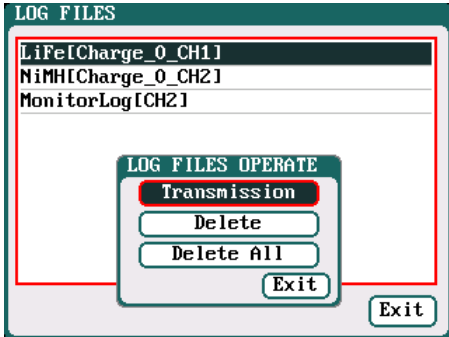 LOG FILES
LiFe[Charge_0_CH1]
NiMH[Charge_0_CH2]
MonitorLog[CH2]
LOG FILES OPERATE
Transmission
Delete
Delete All
Exit
Exit